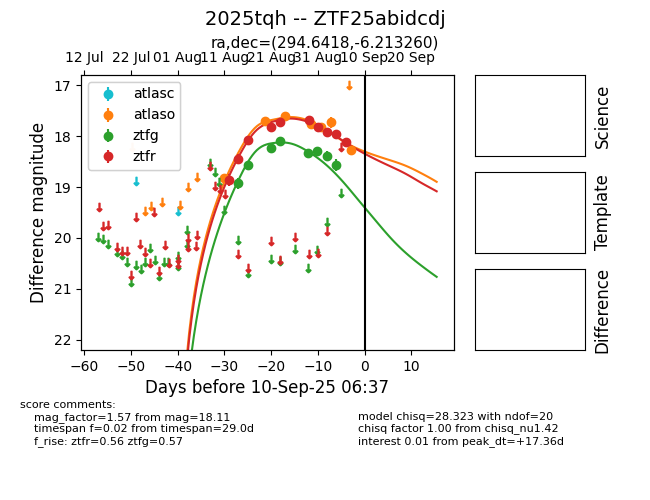 2025tqh -- ZTF25abidcdj
ra,dec=(294.6418,-6.213260)
12 Jul 22 Jul 01 Aug 11 Aug 21 Aug 31 Aug 10 Sep 20 Sep
17
18
19
20
21
22
Difference magnitude
atlasc
atlaso
ztfg
ztfr
−60 −50 −40 −30 −20 −10 0 10
Days before 10-Sep-25 06:37
Science
Template
Difference
score comments:
mag_factor=1.57 from mag=18.11
timespan f=0.02 from timespan=29.0d
f_rise: ztfr=0.56 ztfg=0.57
model chisq=28.323 with ndof=20
chisq factor 1.00 from chisq_nu1.42
interest 0.01 from peak_dt=+17.36d